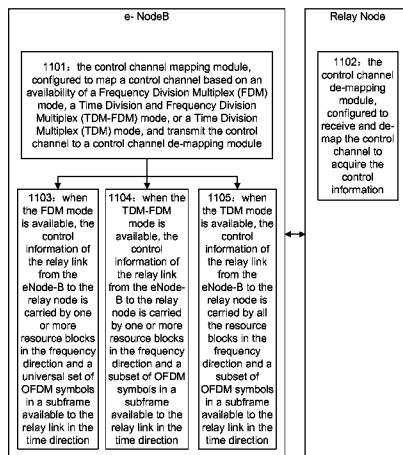 e- NodeB
Relay Node
1101: the control channel mapping module,
configured to map a control channel based on an
availability of a Frequency Division Multiplex (FDM)
mode, a Time Division and Frequency Division
Multiplex (TDM-FDM) mode, or a Time Division
Multiplex (TDM) mode, and transmit the control
channel to a control channel de-mapping module
1102: the
control channel
de-mapping
module,
configured to
receive and de-
map the control
channel to
acquire the
control
information
1103: when
the FDM mode
is available, the
control
information of
the relay link
from the
eNode-B to the
relay node is
carried by one
or more
resource blocks
in the frequency
direction and a
universal set of
OFDM symbols
in a subframe
available to the
relay link in the
time direction
1104: when the
TDM-FDM
mode is
available, the
control
information of
the relay link
from the eNode-
B to the relay
node is carried
by one or more
resource blocks
in the frequency
direction and a
subset of
OFDM symbols
in a subframe
available to the
relay link in the
time direction
1105: when
the TDM mode
is available, the
control
information of
the relay link
from the
eNode-B to the
relay node is
carried by all
the resource
blocks in the
frequency
direction and a
subset of
OFDM symbols
in a subframe
available to the
relay link in the
time direction